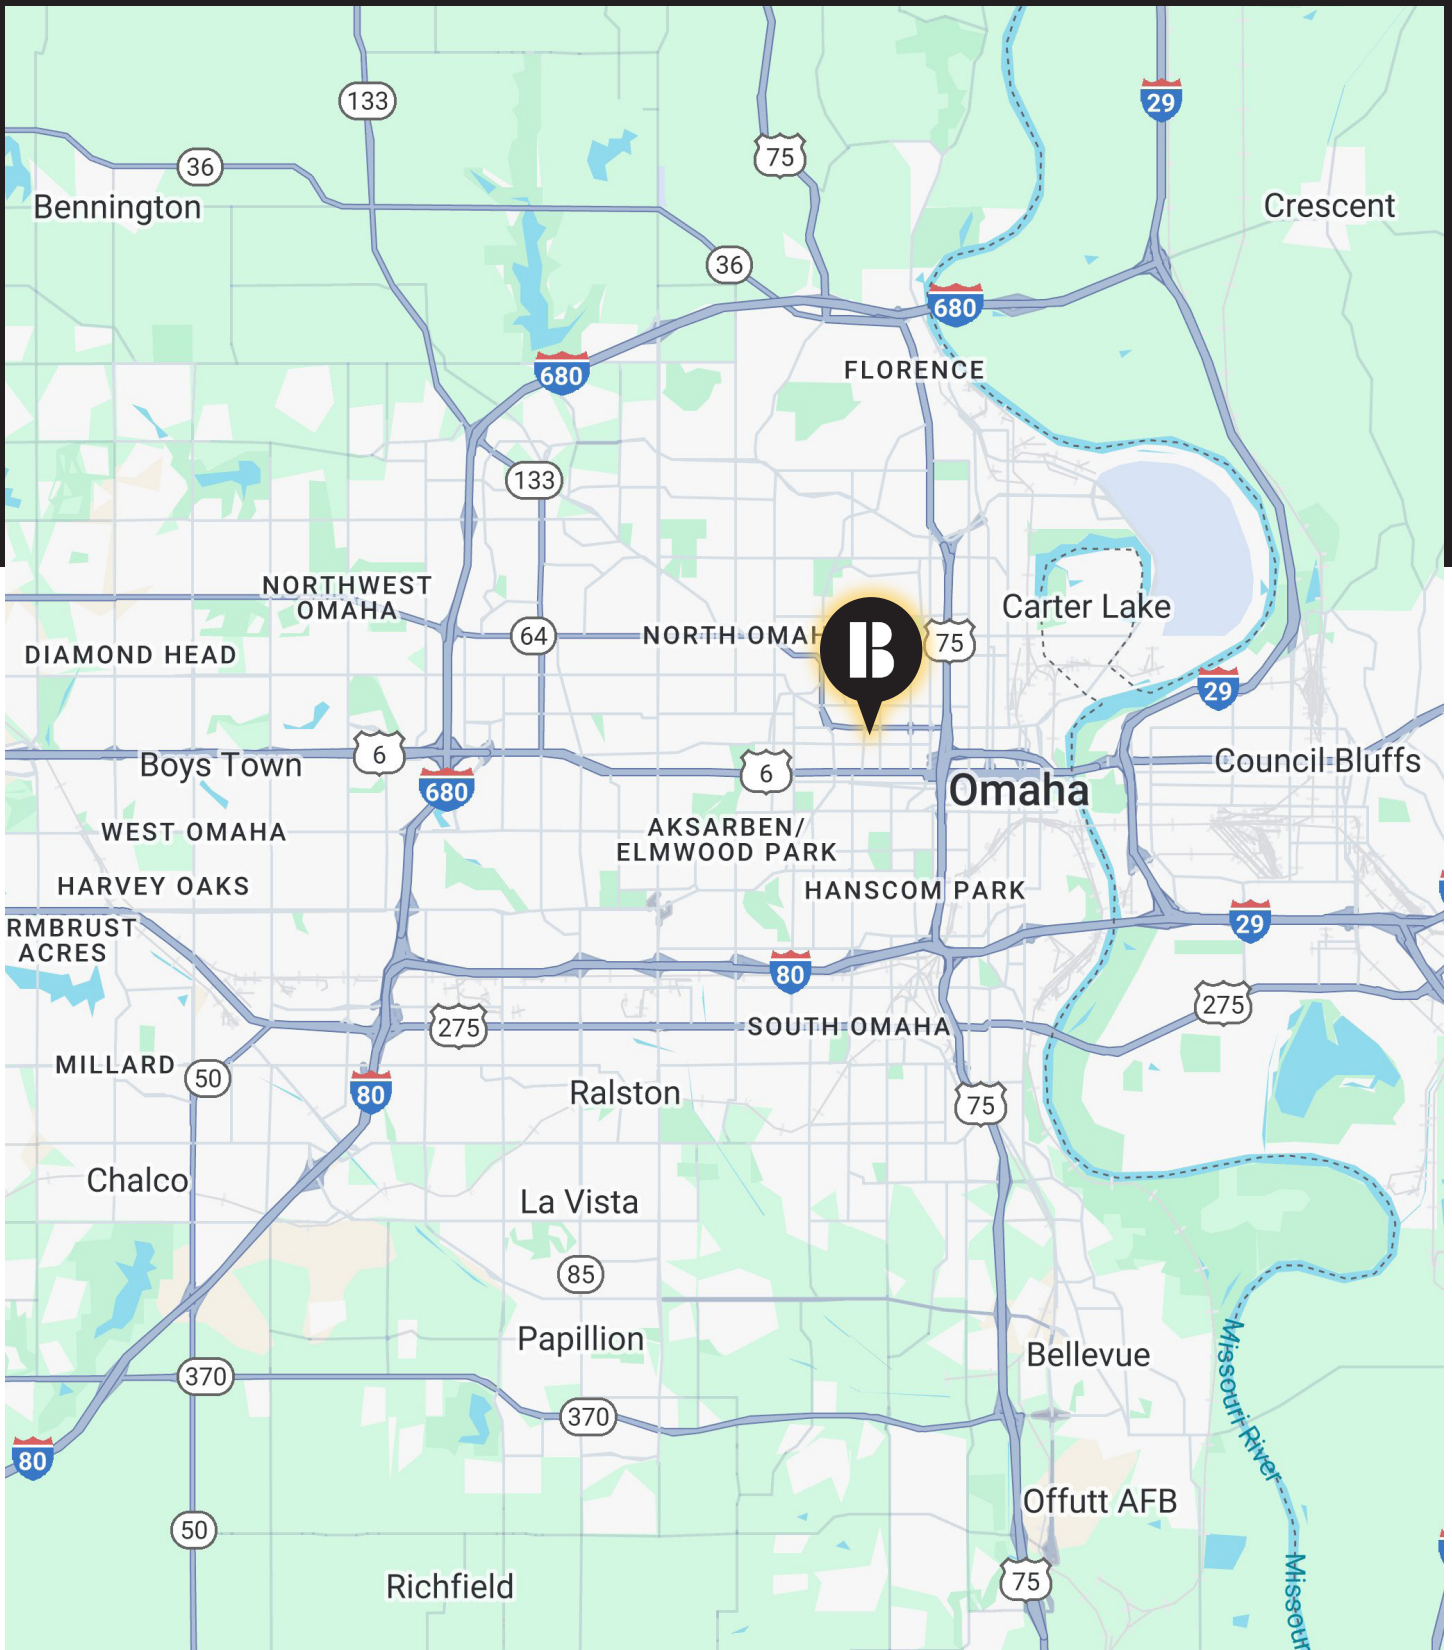 133
29
75
36
Bennington
Crescent
36
680
FLORENCE
680
133
NORTHWEST
OMAHA
Carter Lake
64
NORTH OMAH
B
75
DIAMOND HEAD
29
6
Boys Town
6
Council Bluffs
680
Omaha
WEST OMAHA
AKSARBEN/
ELMWOOD PARK
HARVEY OAKS
HANSCOM PARK
RMBRUST
ACRES
29
80
275
275
SOUTH OMAHA
MILLARD
50
80
Ralston
75
Chalco
La Vista
85
Papillion
Bellevue
370
370
Missouri River
80
Offutt AFB
50
75
Richfield
Missour